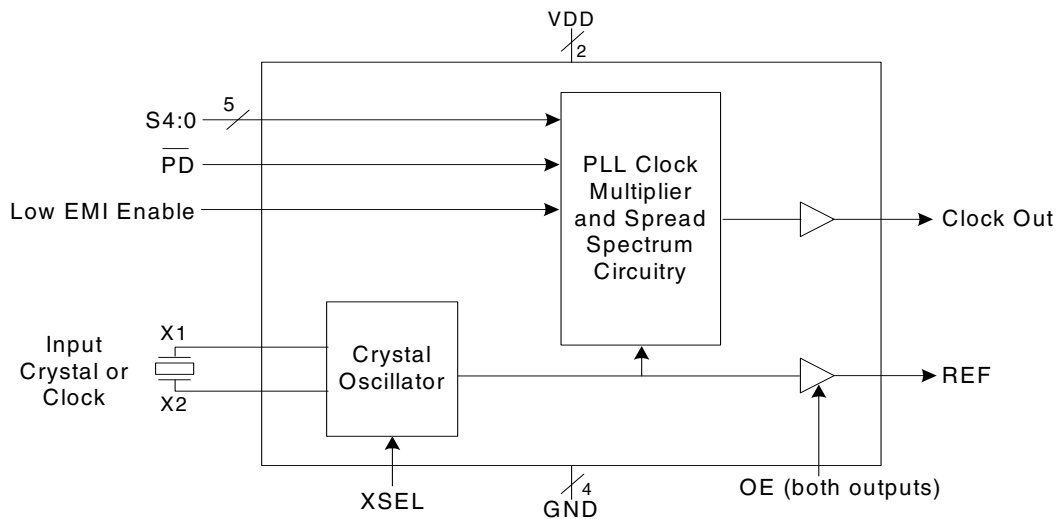 VDD
2
5
S4:0
PD
Low EMI Enable
PLL Clock
Multiplier
and Spread
Spectrum
Circuitry
Clock Out
Input
Crystal or
Clock
X1
X2
Crystal
Oscillator
REF
XSEL
4
GND
OE (both outputs)